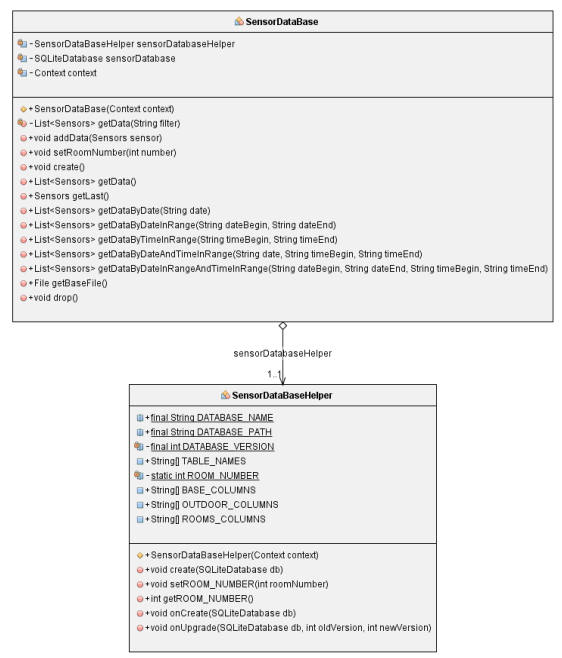 SensorDataBase
-SensorDataBaseHelper sensorDatabaseHelper
-SQLiteDatabase sensorDatabase
-Context context
+SensorDataBase(Context context)
-List<Sensors> getData(String filter)
+void addData(Sensors sensor)
+void setRoomNumber(int number)
+void create()
+List<Sensors> getData()
+Sensors getLast()
+List<Sensors> getDataByDate(String date)
+List<Sensors> getDataByDateInRange(String dateBegin, String dateEnd)
+List<Sensors> getDataByTimeInRange(String timeBegin, String timeEnd)
+List<Sensors> getDataByDateAndTimeInRange(String date, String timeBegin, String timeEnd)
+List<Sensors> getDataByDateInRangeAndTimeInRange(String dateBegin, String dateEnd, String timeBegin, String timeEnd)
+File getBaseFile()
+void drop()
sensorDatabaseHelper
1..1
SensorDataBaseHelper
+final String DATABASE_NAME
+final String DATABASE_PATH
-final int DATABASE_VERSION
+String[] TABLE_NAMES
-static int ROOM_NUMBER
+String[] BASE_COLUMNS
+String[] OUTDOOR_COLUMNS
+String[] ROOMS_COLUMNS
+SensorDataBaseHelper(Context context)
+void create(SQLiteDatabase db)
+void setROOM_NUMBER(int roomNumber)
+int getROOM_NUMBER()
+void onCreate(SQLiteDatabase db)
+void onUpgrade(SQLiteDatabase db, int oldVersion, int newVersion)